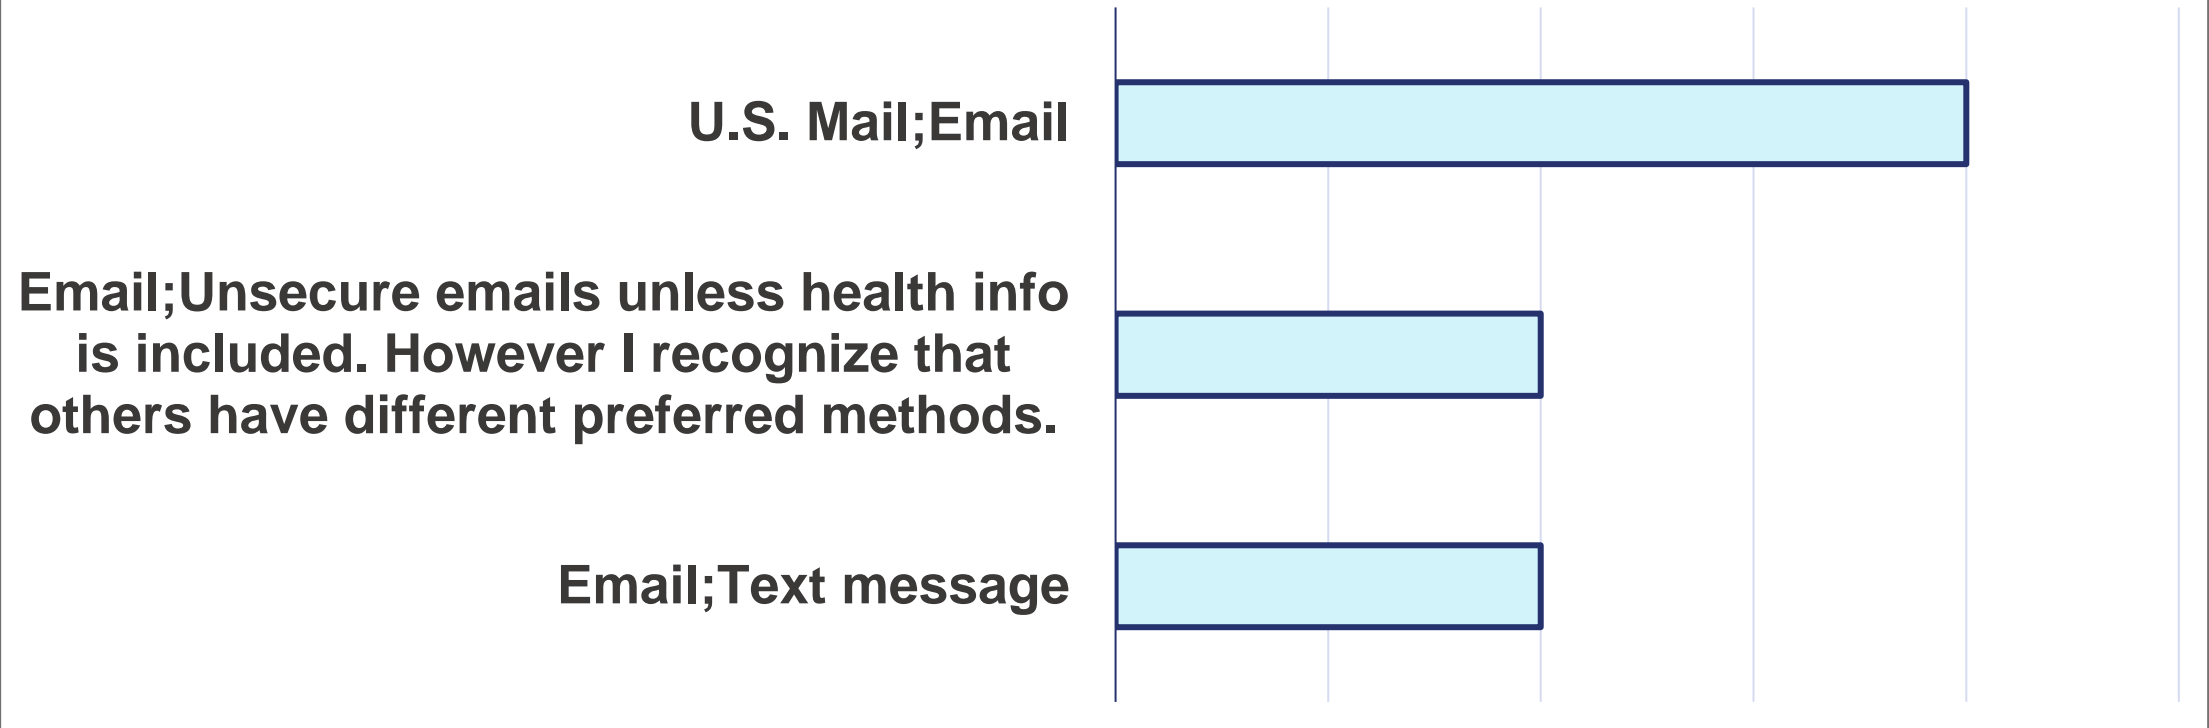 U.S. Mail;Email
Email;Unsecure emails unless health info
is included. However I recognize that
others have different preferred methods.
Email;Text message